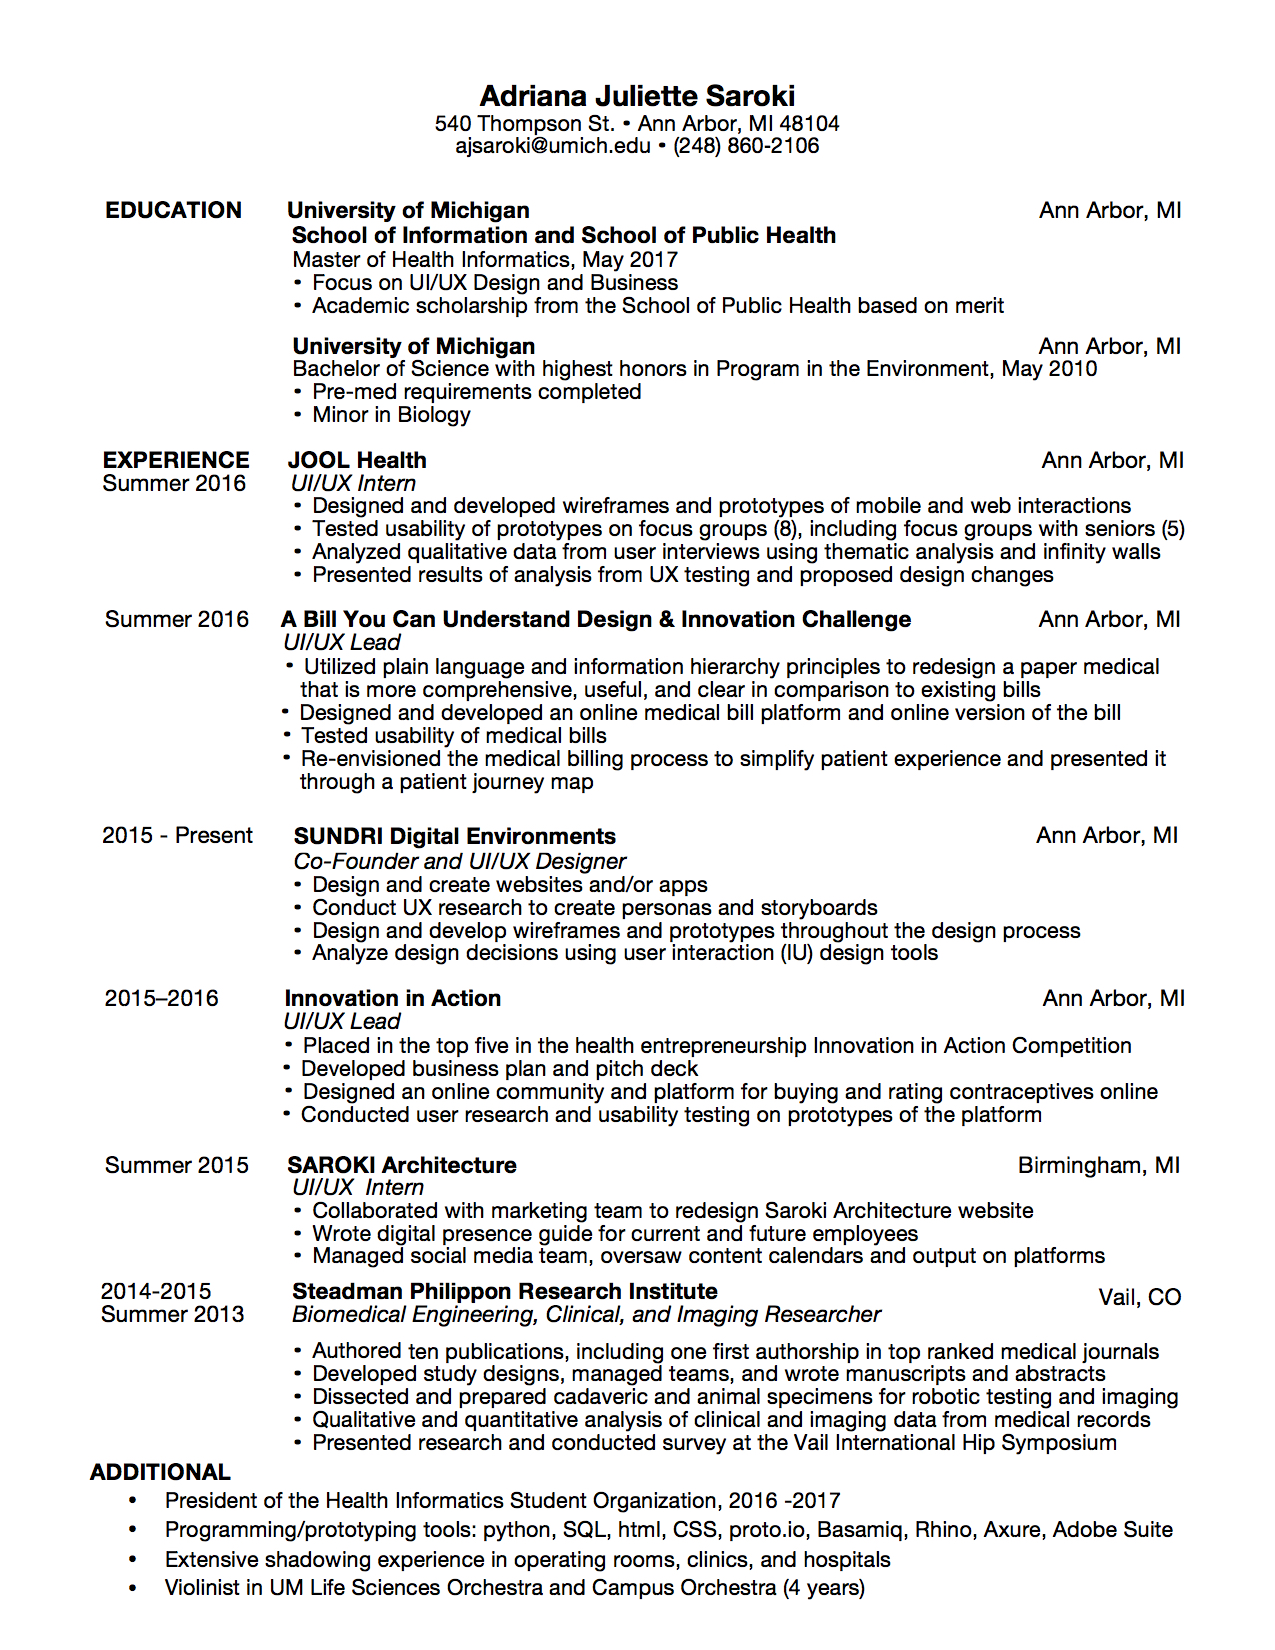 Adriana Juliette Saroki
540 Thompson St. • Ann Arbor, MI 48104
ajsaroki@umich.edu • (248) 860-2106
EDUCATION University of Michigan Ann Arbor, MI
School of Information and School of Public Health
Master of Health Informatics, May 2017
• Focus on UI/UX Design and Business
• Academic scholarship from the School of Public Health based on merit
University of Michigan Ann Arbor, MI
Bachelor of Science with highest honors in Program in the Environment, May 2010
• Pre-med requirements completed
• Minor in Biology
EXPERIENCE JOOL Health Ann Arbor, MI
Summer 2016 UI/UX Intern
• Designed and developed wireframes and prototypes of mobile and web interactions
• Tested usability of prototypes on focus groups (8), including focus groups with seniors (5)
• Analyzed qualitative data from user interviews using thematic analysis and infinity walls
• Presented results of analysis from UX testing and proposed design changes
Summer 2016 A Bill You Can Understand Design & Innovation Challenge Ann Arbor, MI
UI/UX Lead
• Utilized plain language and information hierarchy principles to redesign a paper medical
that is more comprehensive, useful, and clear in comparison to existing bills
• Designed and developed an online medical bill platform and online version of the bill
• Tested usability of medical bills
• Re-envisioned the medical billing process to simplify patient experience and presented it
through a patient journey map
2015 - Present SUNDRI Digital Environments Ann Arbor, MI
Co-Founder and UI/UX Designer
• Design and create websites and/or apps
• Conduct UX research to create personas and storyboards
• Design and develop wireframes and prototypes throughout the design process
• Analyze design decisions using user interaction (IU) design tools
2015–2016 Innovation in Action Ann Arbor, MI
UI/UX Lead
• Placed in the top five in the health entrepreneurship Innovation in Action Competition
• Developed business plan and pitch deck
• Designed an online community and platform for buying and rating contraceptives online
• Conducted user research and usability testing on prototypes of the platform
Summer 2015 SAROKI Architecture Birmingham, MI
UI/UX Intern
• Collaborated with marketing team to redesign Saroki Architecture website
• Wrote digital presence guide for current and future employees
• Managed social media team, oversaw content calendars and output on platforms
2014-2015 Steadman Philippon Research Institute Vail, CO
Summer 2013 Biomedical Engineering, Clinical, and Imaging Researcher
• Authored ten publications, including one first authorship in top ranked medical journals
• Developed study designs, managed teams, and wrote manuscripts and abstracts
• Dissected and prepared cadaveric and animal specimens for robotic testing and imaging
• Qualitative and quantitative analysis of clinical and imaging data from medical records
• Presented research and conducted survey at the Vail International Hip Symposium
ADDITIONAL
• President of the Health Informatics Student Organization, 2016 -2017
• Programming/prototyping tools: python, SQL, html, CSS, proto.io, Basamiq, Rhino, Axure, Adobe Suite
• Extensive shadowing experience in operating rooms, clinics, and hospitals
• Violinist in UM Life Sciences Orchestra and Campus Orchestra (4 years)